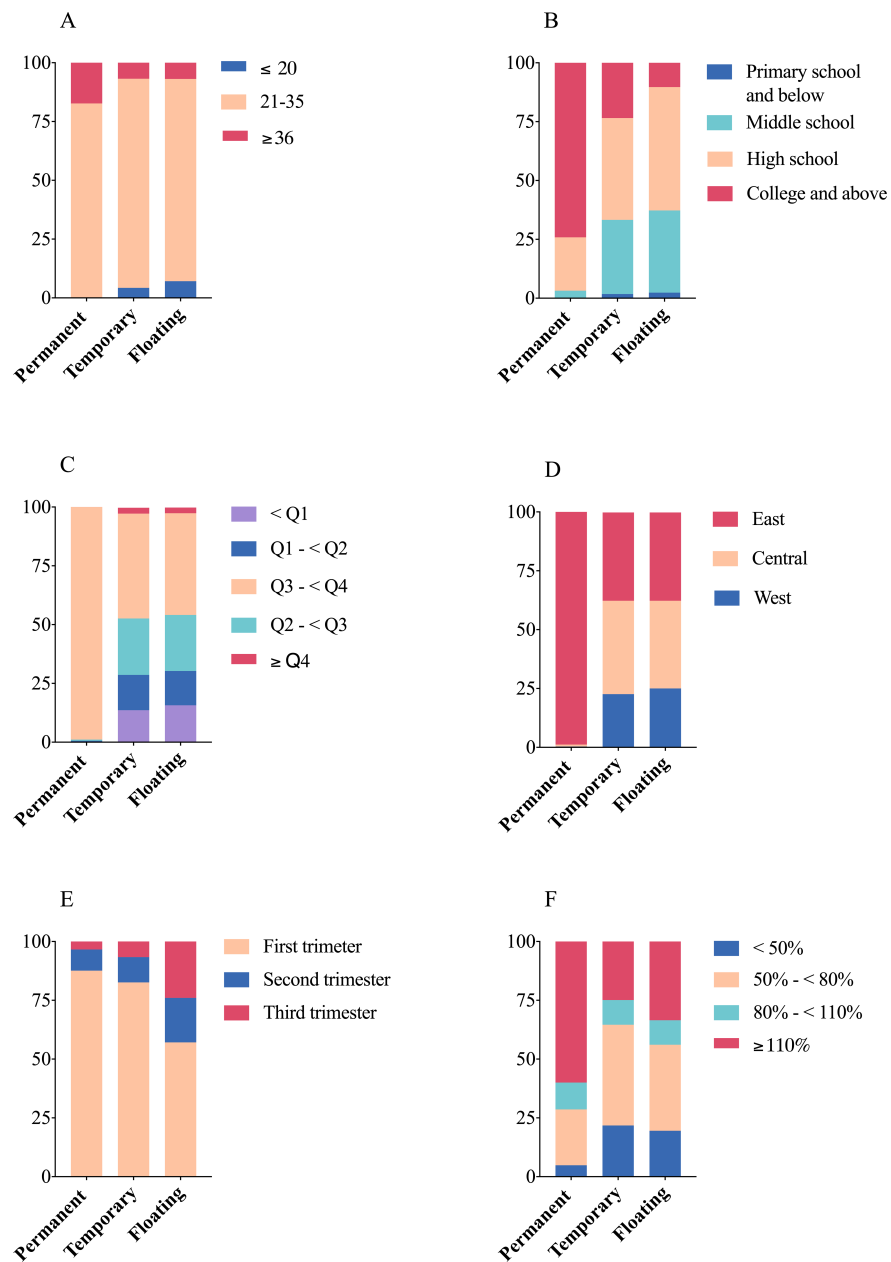 A
100
75
50
25
0
Permanent
Temporary
Floating
≤ 20
21-35
≥36
B
100
75
50
25
0
Permanent
Temporary
Floating
Primary school
and below
Middle school
High school
College and above
C
100
75
50
25
0
Permanent
Temporary
Floating
< Q1
Q1 - < Q2
Q3 - < Q4
Q2 - < Q3
≥ Q4
D
100
75
50
25
0
Permanent
Temporary
Floating
East
Central
West
E
100
75
50
25
0
Permanent
Temporary
Floating
First trimeter
Second trimester
Third trimester
F
100
75
50
25
0
Permanent
Temporary
Floating
< 50%
50% - < 80%
80% - < 110%
≥110%